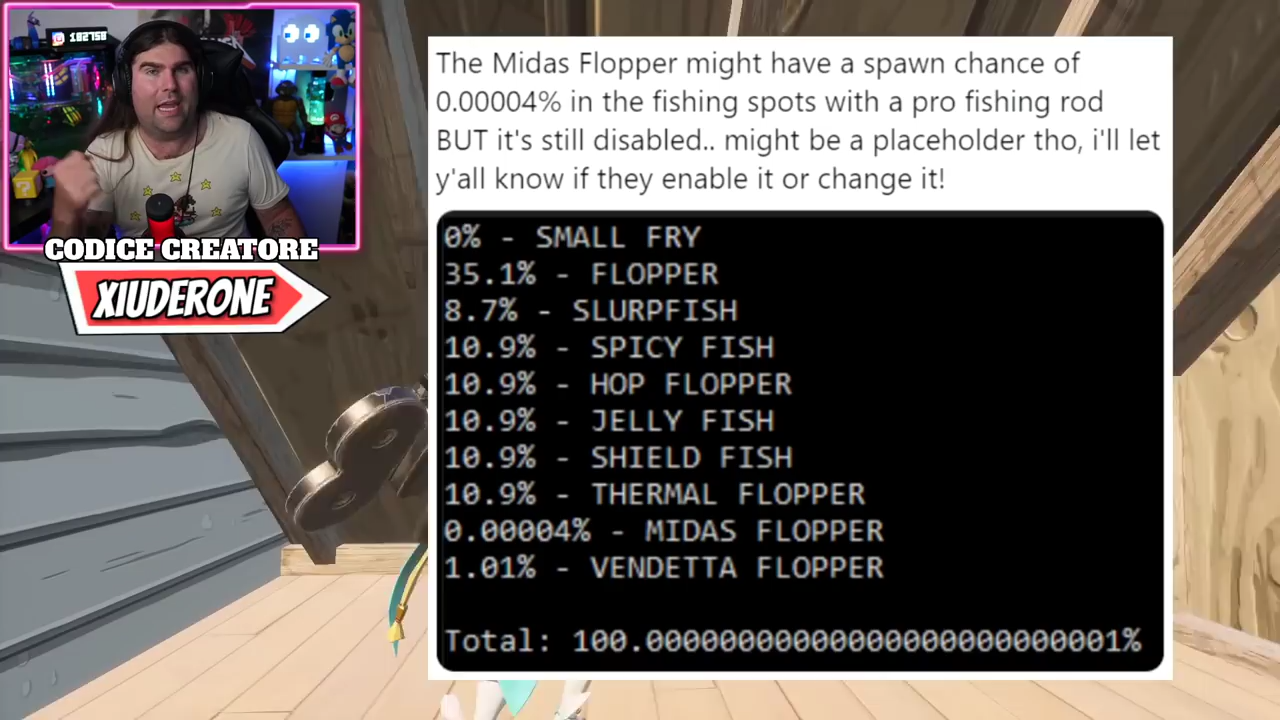 182758
The Midas Flopper might have a spawn chance of
0.00004% in the fishing spots with a pro fishing rod
BUT it's still disabled.. might be a placeholder tho, i'll let
y'all know if they enable it or change it!
CODICE CREATORE
XIUDERONE
0% - SMALL FRY
35.1% - FLOPPER
8.7% - SLURPFISH
10.9% - SPICY FISH
10.9% - HOP FLOPPER
10.9% - JELLY FISH
10.9% - SHIELD FISH
10.9% - THERMAL FLOPPER
0.00004% - MIDAS FLOPPER
1.01% - VENDETTA FLOPPER